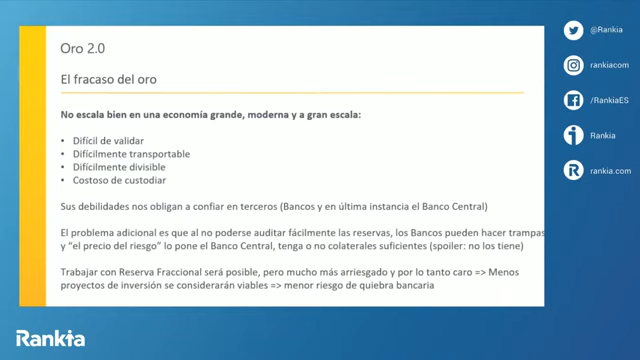 Oro 2.0
El fracaso del oro
No escala bien en una economía grande, moderna y a gran escala:
• Difícil de validar
• Difícilmente transportable
• Difícilmente divisible
• Costoso de custodiar
Sus debilidades nos obligan a confiar en terceros (Bancos y en última instancia el Banco Central)
El problema adicional es que al no poderse auditar fácilmente las reservas, los Bancos pueden hacer trampas
y “el precio del riesgo” lo pone el Banco Central, tenga o no colaterales suficientes (spoiler: no los tiene)
Trabajar con Reserva Fraccional será posible, pero mucho más arriesgado y por lo tanto caro => Menos
proyectos de inversión se considerarán viables => menor riesgo de quiebra bancaria
@Rankia
rankiacom
/RankiaES
Rankia
rankia.com
Rankia